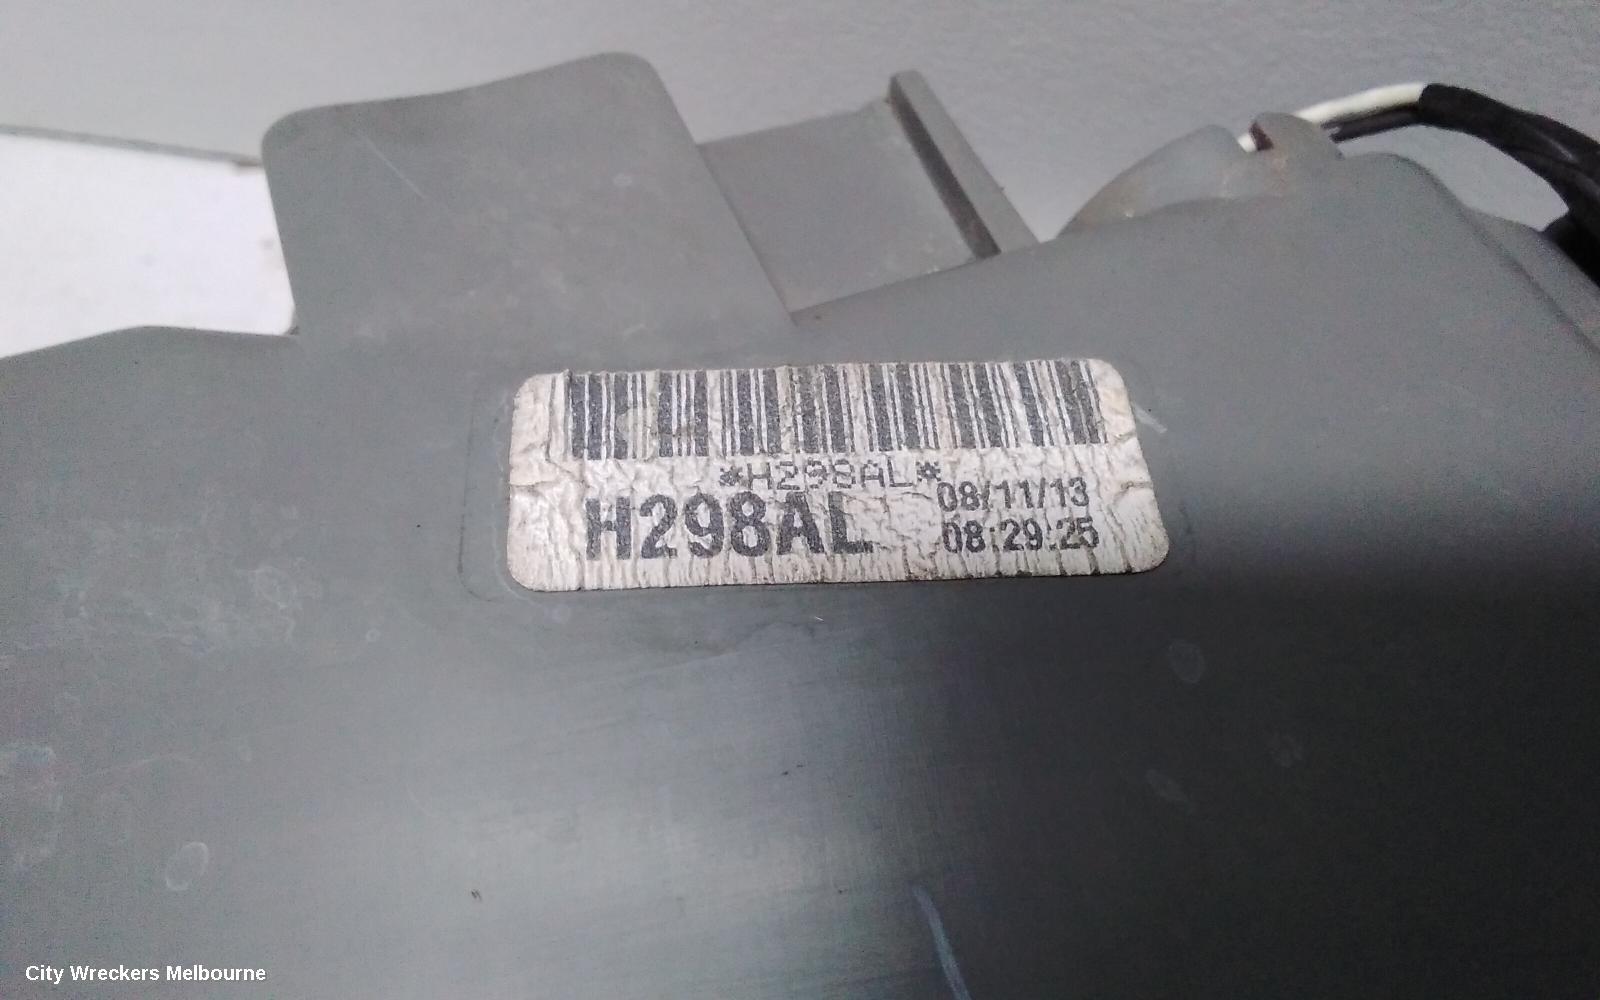 *H298AL*
H298AL
08/11/13
08:29:25
City Wreckers Melbourne